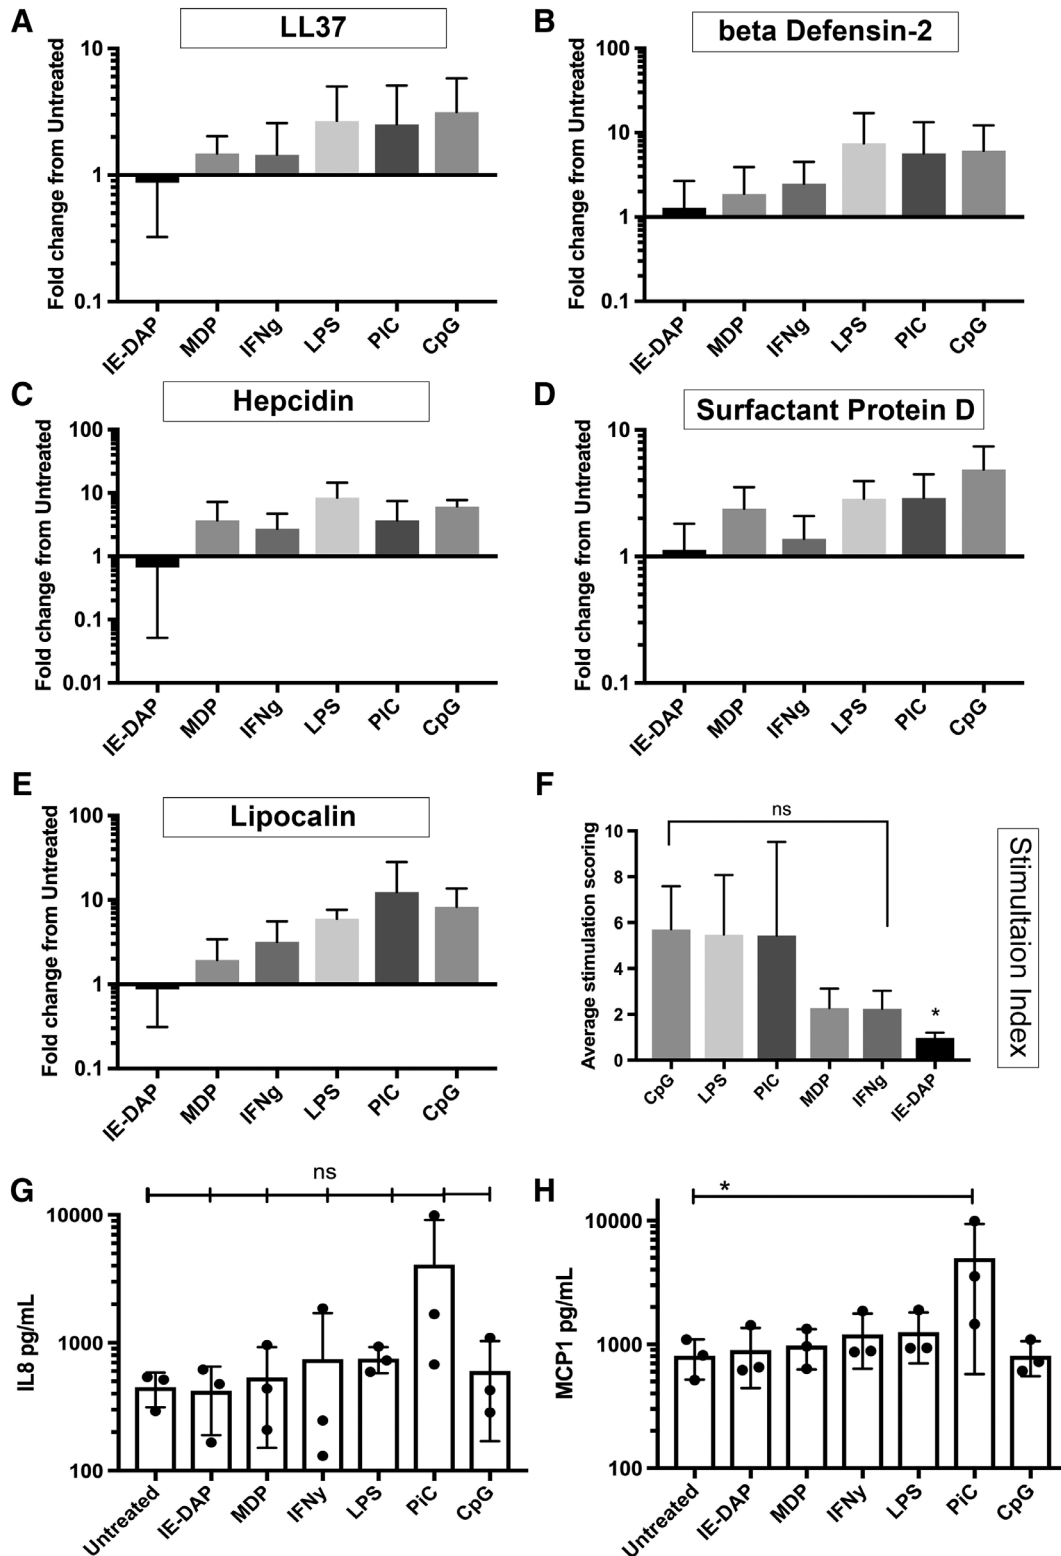 A
LL37
Fold change from Untreated
10
1
0.1
IE-DAP
MDP
IFNg
LPS
PIC
CpG
B
beta Defensin-2
Fold change from Untreated
100
10
1
0.1
IE-DAP
MDP
IFNg
LPS
PIC
CpG
C
Hepcidin
Fold change from Untreated
100
10
1
0.1
0.01
IE-DAP
MDP
IFNg
LPS
PIC
CpG
D
Surfactant Protein D
Fold change from Untreated
10
1
0.1
IE-DAP
MDP
IFNg
LPS
PIC
CpG
E
Lipocalin
Fold change from Untreated
100
10
1
0.1
IE-DAP
MDP
IFNg
LPS
PIC
CpG
F
ns
Average stimulation scoring
10
8
6
4
2
0
*
CpG
LPS
PIC
MDP
IFNg
IE-DAP
Stimultaion Index
G
ns
IL8 pg/mL
10000
1000
100
Untreated
IE-DAP
MDP
IFNy
LPS
PiC
CpG
H
*
MCP1 pg/mL
10000
1000
100
Untreated
IE-DAP
MDP
IFNy
LPS
PiC
CpG